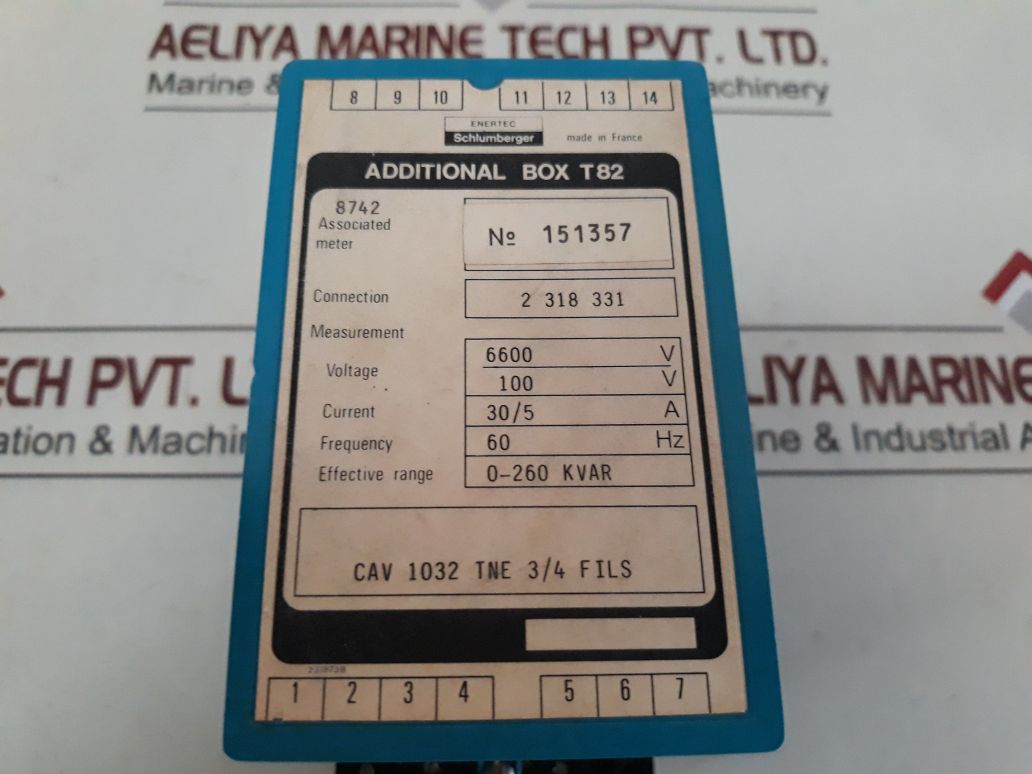 AELIYA MARINE TECH PVT. LTD.
Marine & achinery
8 9 10 11 12 13 14
ENERTEC
Schlumberger made in France
ADDITIONAL BOX T82
8742
Associated
meter
Nº 151357
Connection 2 318 331
Measurement
Voltage 6600 V
100 V
Current 30/5 A
Frequency 60 Hz
Effective range 0-260 KVAR
CAV 1032 TNE 3/4 FILS
1 2 3 4 5 6 7
ECH PVT. L
LIYA MARINE
ation & Machin
ine & Industrial A